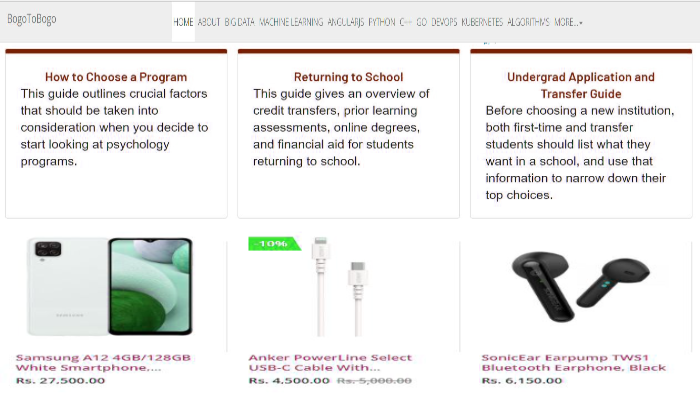 BogoToBogo
HOME ABOUT BIG DATA MACHINE LEARNING ANGULARJS PYTHON C++ GO DEVOPS KUBERNETES ALGORITHMS MORE...
How to Choose a Program
This guide outlines crucial factors
that should be taken into
consideration when you decide to
start looking at psychology
programs.
Returning to School
This guide gives an overview of
credit transfers, prior learning
assessments, online degrees,
and financial aid for students
returning to school.
Undergrad Application and
Transfer Guide
Before choosing a new institution,
both first-time and transfer
students should list what they
want in a school, and use that
information to narrow down their
top choices.
SAMSUNG
Samsung A12 4GB/128GB
White Smartphone,...
Rs. 27,500.00
-10%
Anker PowerLine Select
USB-C Cable With...
Rs. 4,500.00 Rs. 5,000.00
SonicEar Earpump TWS1
Bluetooth Earphone, Black
Rs. 6,150.00